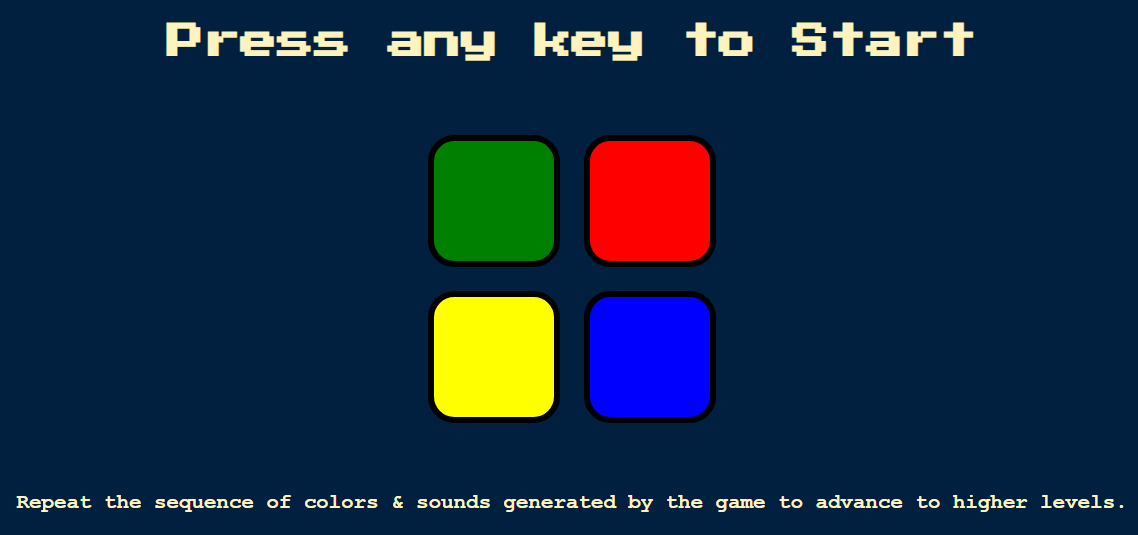 Press any key to Start
Repeat the sequence of colors & sounds generated by the game to advance to higher levels.